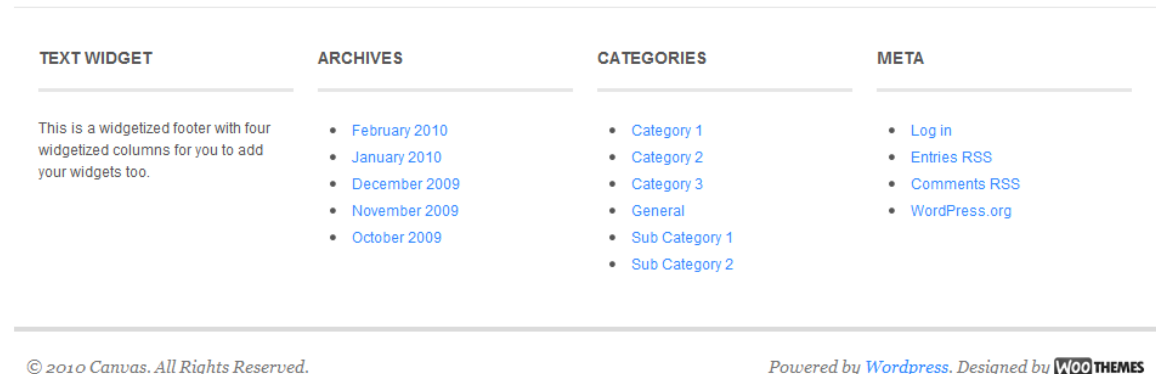 TEXT WIDGET
This is a widgetized footer with four
widgetized columns for you to add
your widgets too.
ARCHIVES
February 2010
January 2010
December 2009
November 2009
October 2009
CATEGORIES
Category 1
Category 2
Category 3
General
Sub Category 1
Sub Category 2
META
Log in
Entries RSS
Comments RSS
WordPress.org
© 2010 Canvas. All Rights Reserved.
Powered by Wordpress. Designed by WOO THEMES